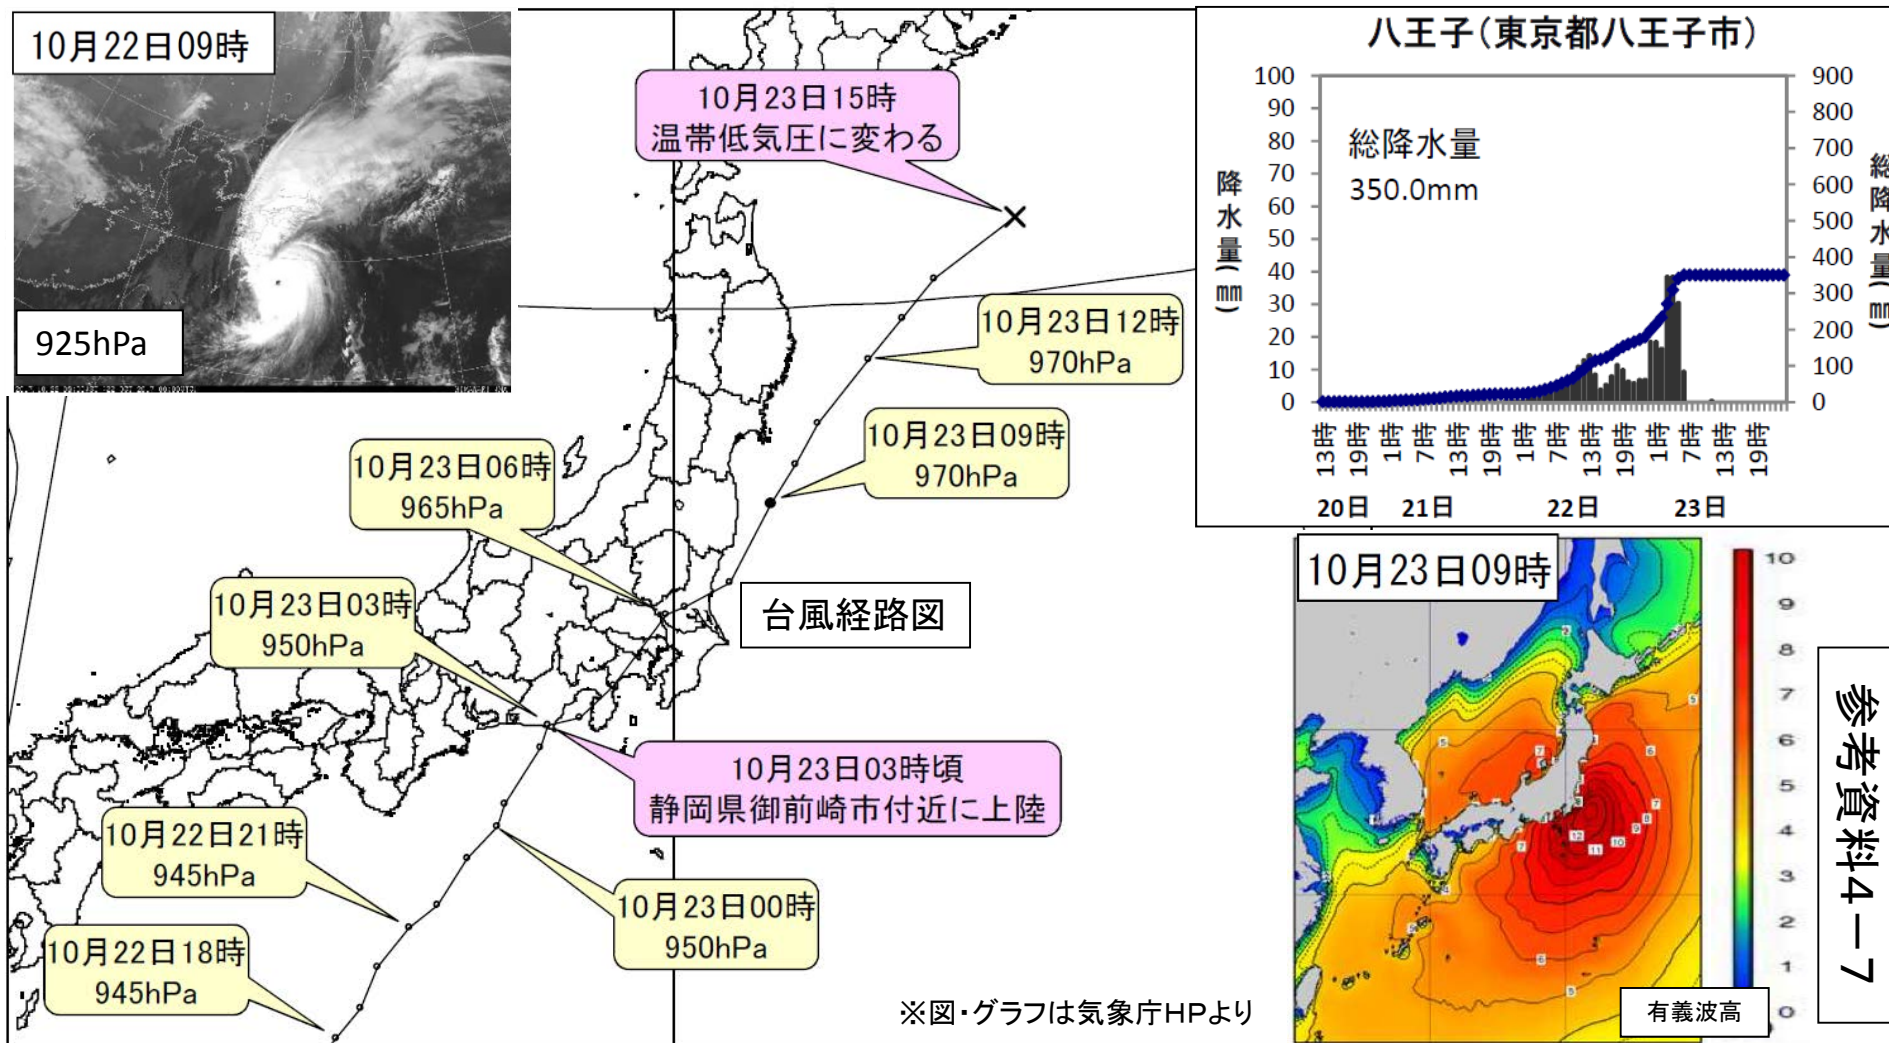 10月22日09時
925hPa
10月23日15時
温帯低気圧に変わる
10月23日12時
970hPa
10月23日09時
970hPa
10月23日06時
965hPa
10月23日03時
950hPa
台風経路図
10月23日03時頃
静岡県御前崎市付近に上陸
10月22日21時
945hPa
10月23日00時
950hPa
10月22日18時
945hPa
※図・グラフは気象庁HPより
八王子(東京都八王子市)
総降水量
350.0mm
降水量(㎜)
100
90
80
70
60
50
40
30
20
10
0
900
800
700
600
500
400
300
200
100
0
総降水量(㎜)
13時 19時 1時 7時 13時 19時 1時 7時 13時 19時 1時 7時 13時 19時
20日 21日 22日 23日
10月23日09時
10
9
8
7
6
5
4
3
2
1
0
有義波高
参考資料4－7